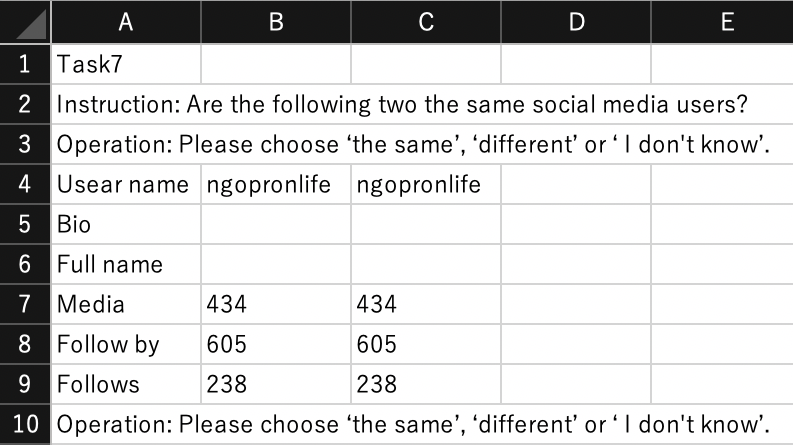 A B C D E
1 Task7
2 Instruction: Are the following two the same social media users?
3 Operation: Please choose ‘the same’, ‘different’ or ‘ I don't know’.
4 Usear name ngopronlife ngopronlife
5 Bio
6 Full name
7 Media 434 434
8 Follow by 605 605
9 Follows 238 238
10 Operation: Please choose ‘the same’, ‘different’ or ‘ I don't know’.